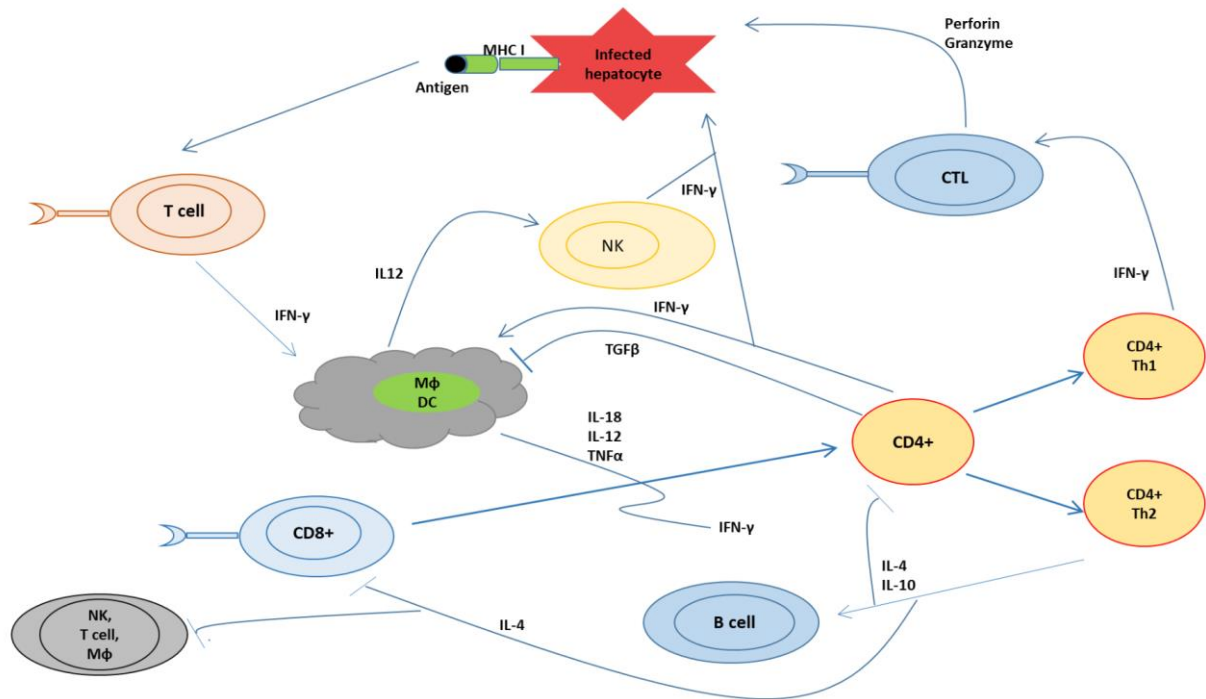 Perforin
Granzyme
MHC I
Infected
hepatocyte
Antigen
CTL
T cell
IFN-γ
NK
IL12
IFN-γ
IFN-γ
IFN-γ
TGFβ
CD4+
Th1
Mφ
DC
IL-18
IL-12
TNFα
CD4+
CD4+
Th2
CD8+
IFN-γ
IL-4
IL-10
NK,
T cell,
Mφ
IL-4
B cell